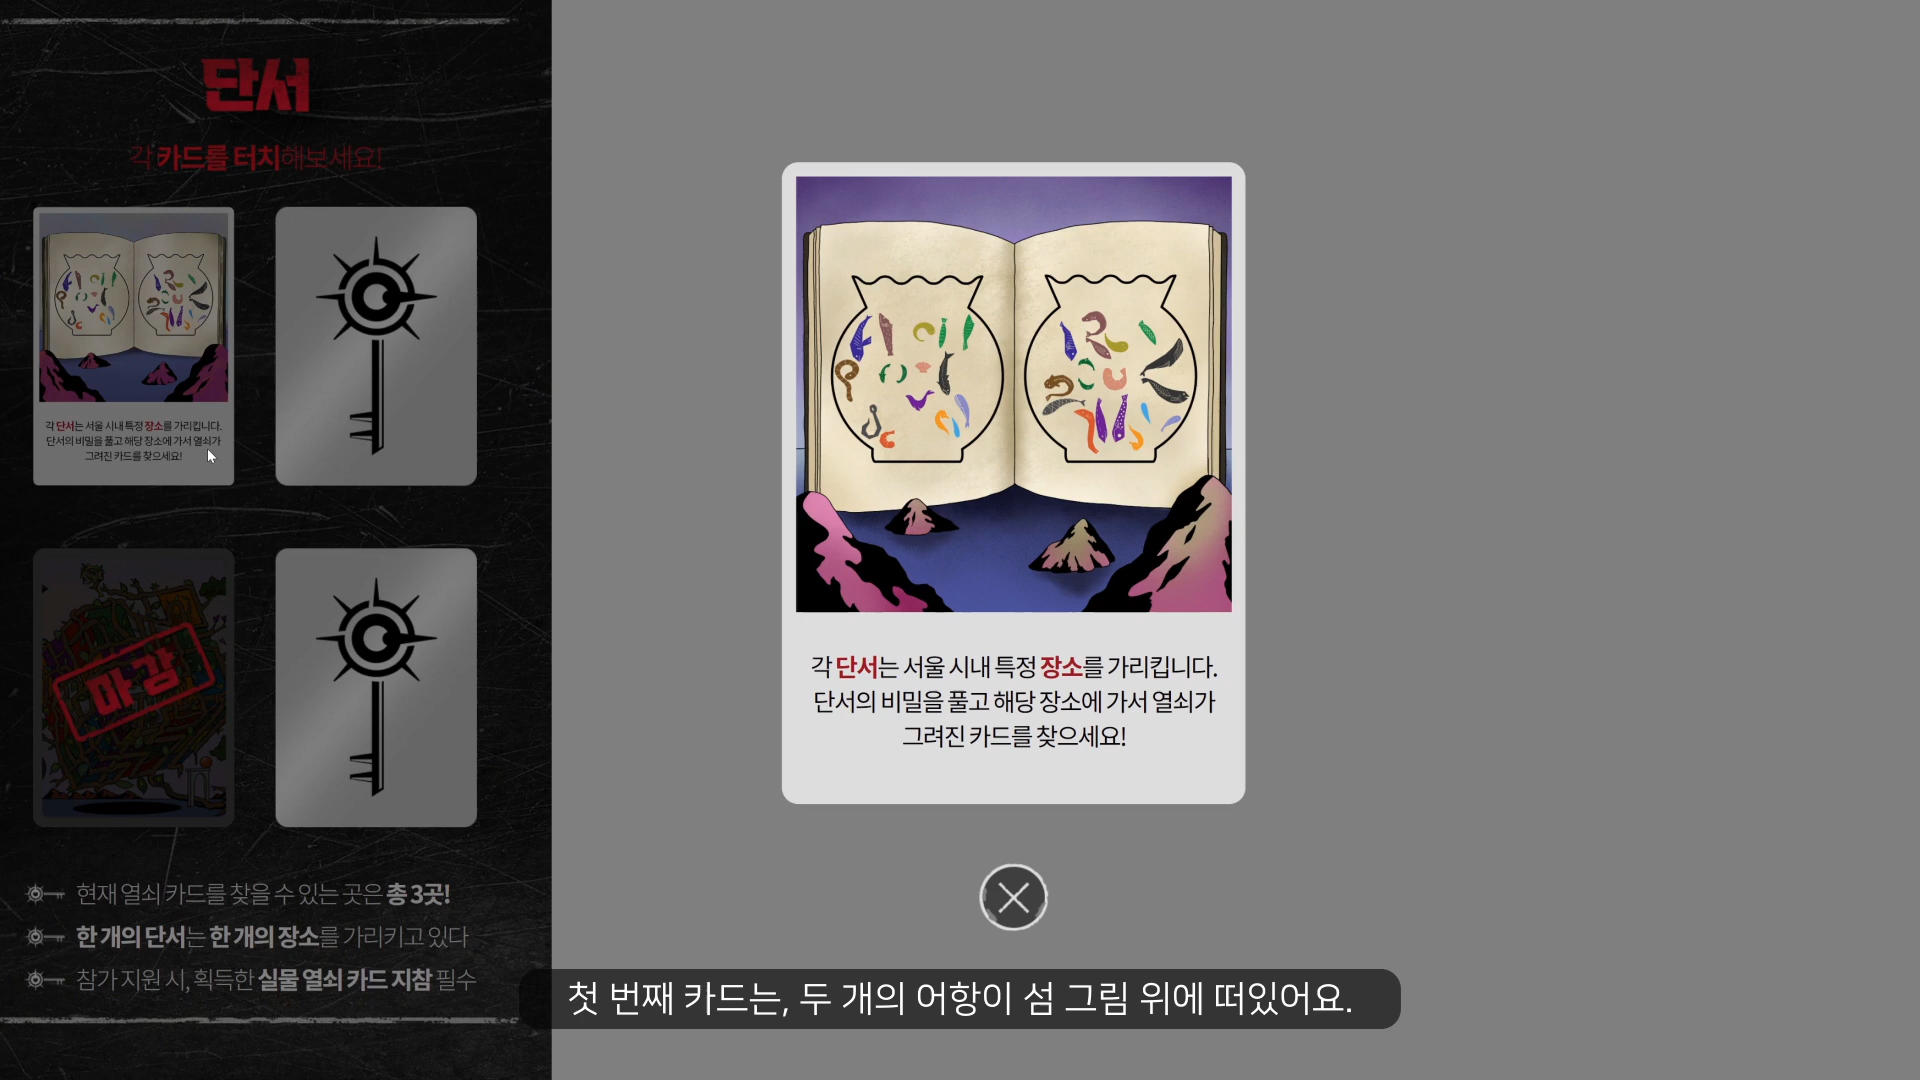 단서
각 카드를 터치해보세요!
각 단서는 서울 시내 특정 장소를 가리킵니다.
단서의 비밀을 풀고 해당 장소에 가서 열쇠가
그려진 카드를 찾으세요!
마감
현재 열쇠 카드를 찾을 수 있는 곳은 총 3곳!
한 개의 단서는 한 개의 장소를 가리키고 있다
참가 지원 시, 획득한 실물 열쇠 카드 지참 필수
각 단서는 서울 시내 특정 장소를 가리킵니다.
단서의 비밀을 풀고 해당 장소에 가서 열쇠가
그려진 카드를 찾으세요!
첫 번째 카드는, 두 개의 어항이 섬 그림 위에 떠있어요.